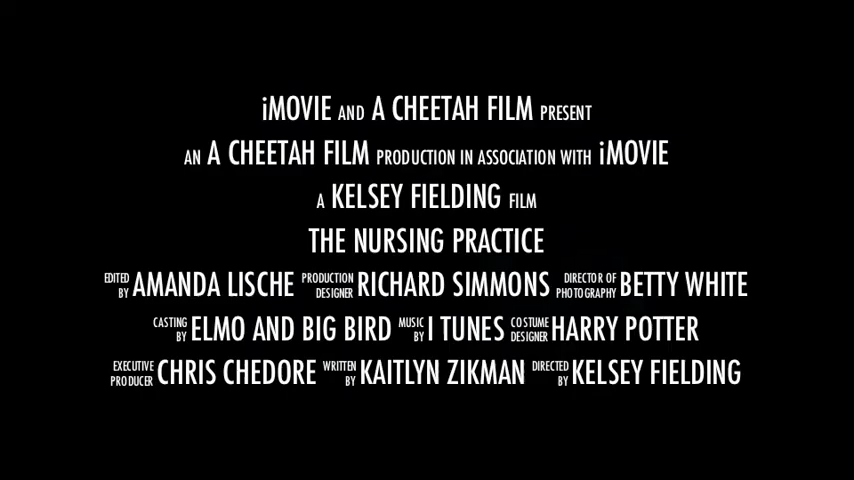 iMOVIE AND A CHEETAH FILM PRESENT
AN A CHEETAH FILM PRODUCTION IN ASSOCIATION WITH iMOVIE
A KELSEY FIELDING FILM
THE NURSING PRACTICE
EDITED BY AMANDA LISCHE PRODUCTION DESIGNER RICHARD SIMMONS DIRECTOR OF PHOTOGRAPHY BETTY WHITE
CASTING BY ELMO AND BIG BIRD MUSIC BY I TUNES COSTUME DESIGNER HARRY POTTER
EXECUTIVE PRODUCER CHRIS CHEDORE WRITTEN BY KAITLYN ZIKMAN DIRECTED BY KELSEY FIELDING